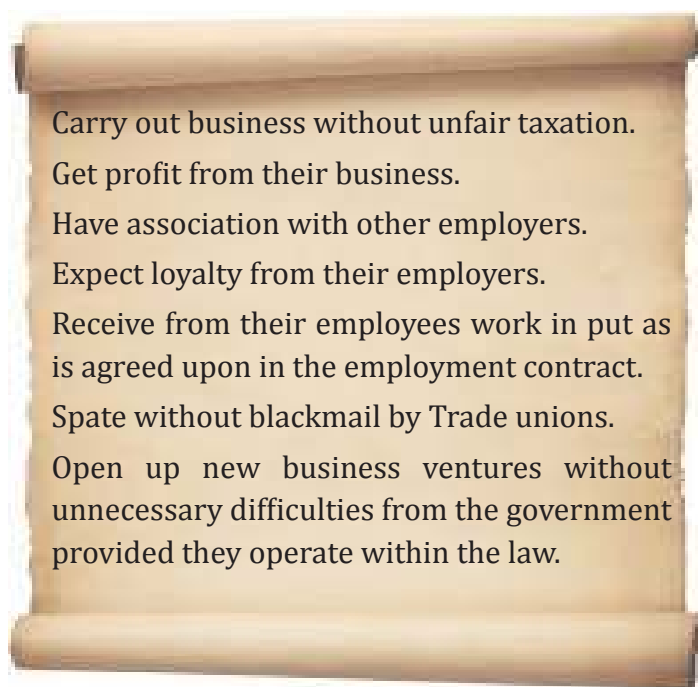 Carry out business without unfair taxation.
Get profit from their business.
Have association with other employers.
Expect loyalty from their employers.
Receive from their employees work in put as
is agreed upon in the employment contract.
Spate without blackmail by Trade unions.
Open up new business ventures without
unnecessary difficulties from the government
provided they operate within the law.